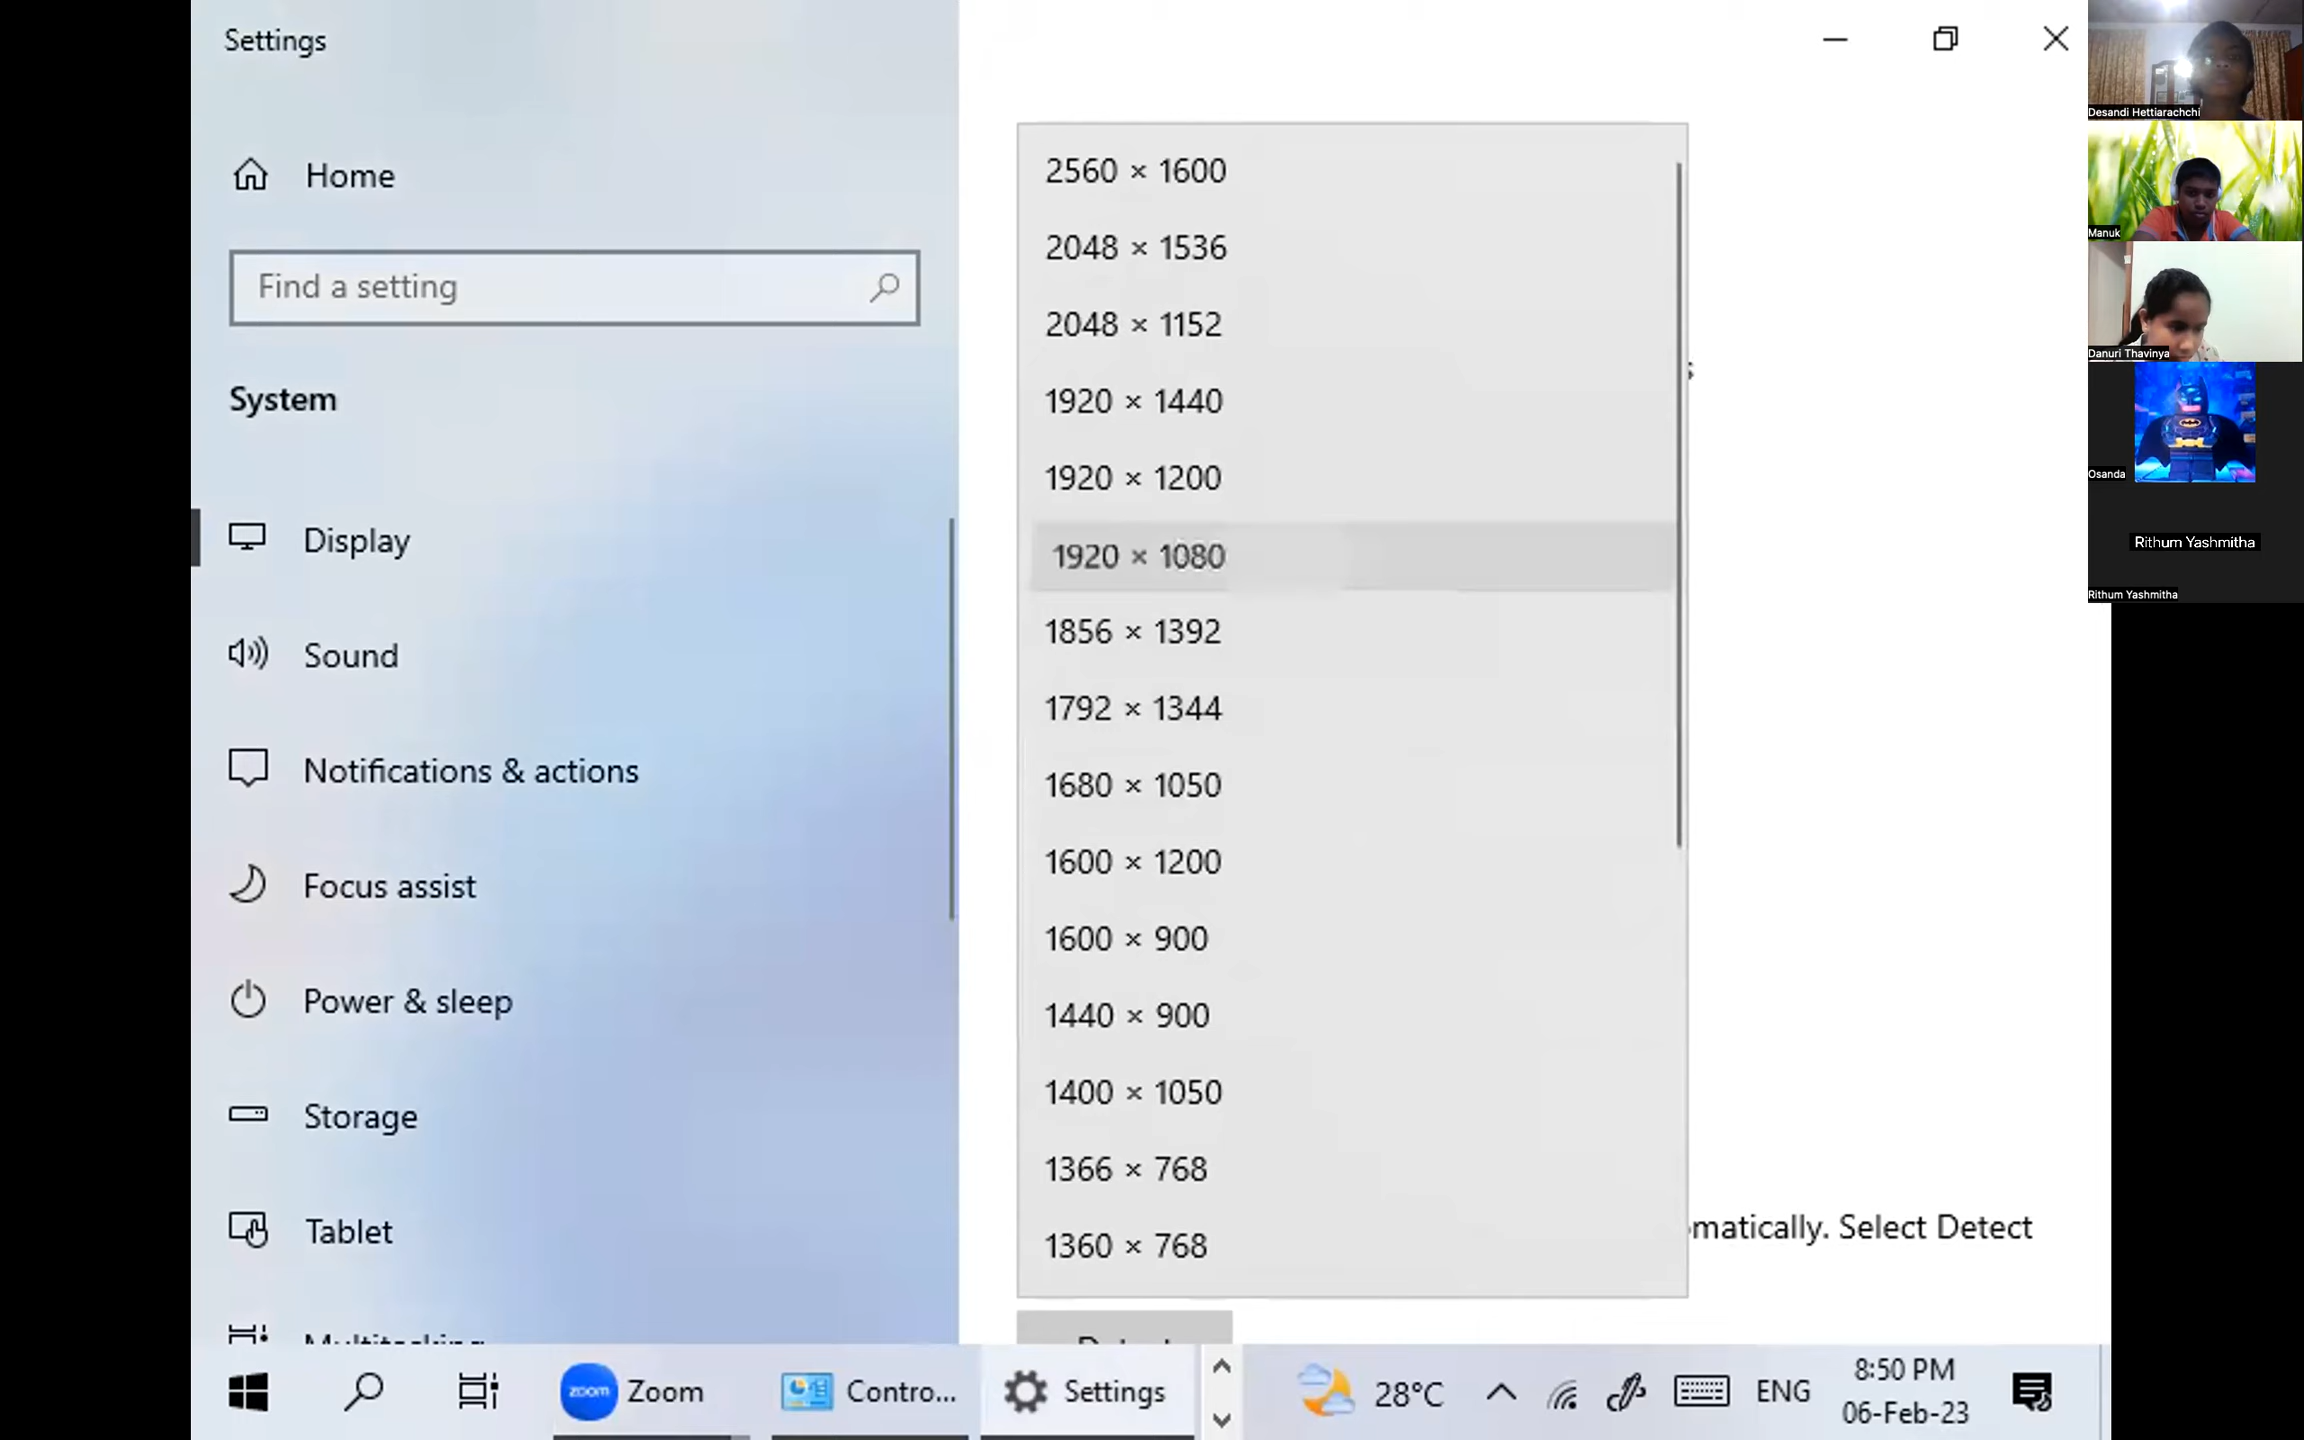 Settings
Home
Find a setting
System
Display
Sound
Notifications & actions
Focus assist
Power & sleep
Storage
Tablet
Multitasking
2560 × 1600
2048 × 1536
2048 × 1152
1920 × 1440
1920 × 1200
1920 × 1080
1856 × 1392
1792 × 1344
1680 × 1050
1600 × 1200
1600 × 900
1440 × 900
1400 × 1050
1366 × 768
1360 × 768
s
omatically. Select Detect
Detect
zoom Zoom
Contro...
Settings
28°C
ENG
8:50 PM
06-Feb-23
Desandi Hettiarachchi
Manuk
Danuri Thavinya
Osanda
Rithum Yashmitha
Rithum Yashmitha